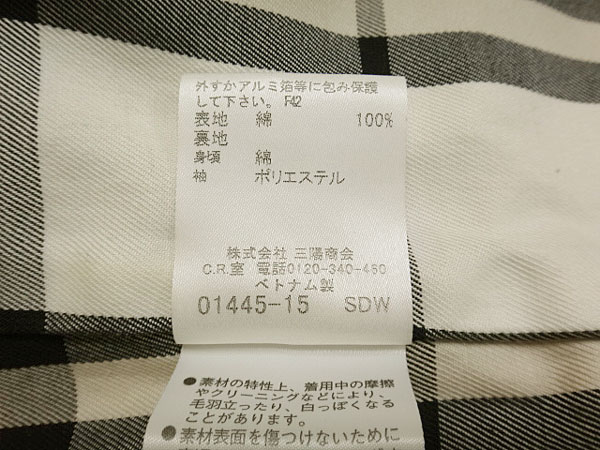 外すかアルミ箔等に包み保護
して下さい。 F42
表地 綿 100%
裏地
身頃 綿
袖 ポリエステル
株式会社 三陽商会
C.R.室 電話0120-340-460
ベトナム製
01445-15 SDW
●素材の特性上、着用中の摩擦
やクリーニングなどにより、
毛羽立ったり、白っぽくなる
ことがあります。
●素材表面を傷つけないために